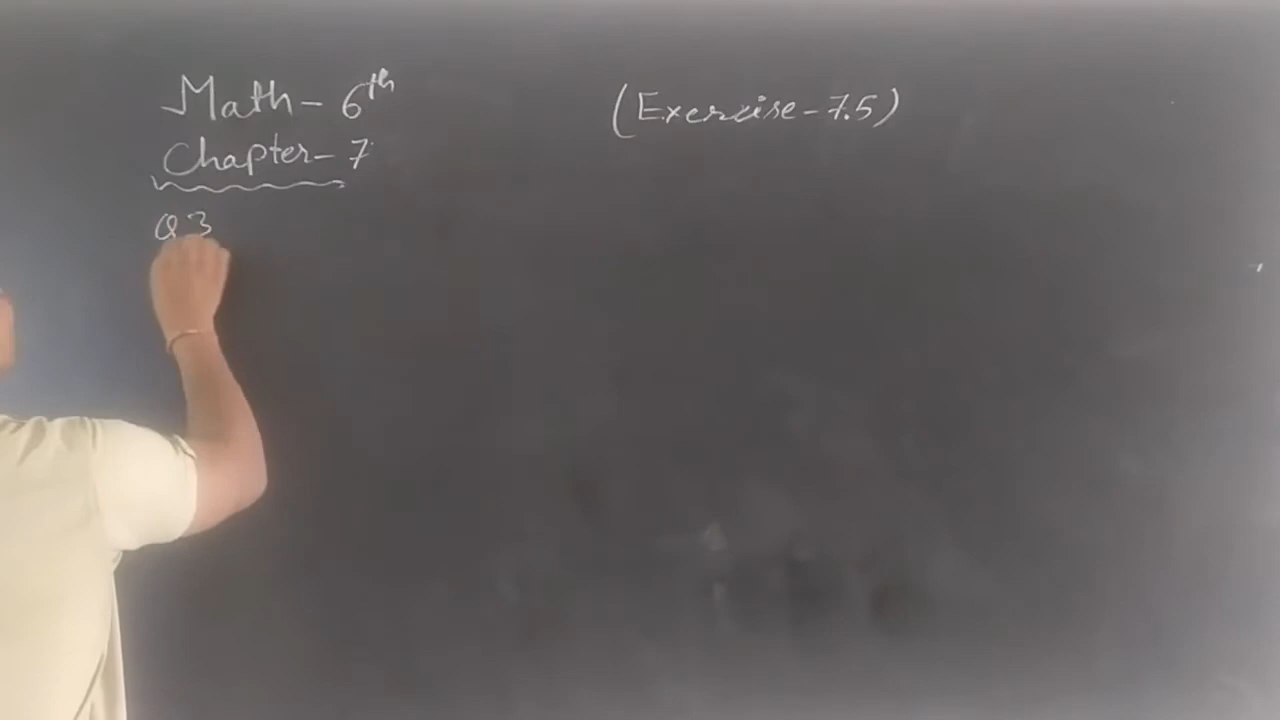 Math - 6th
(Exercise - 7.5)
Chapter - 7
Q 3